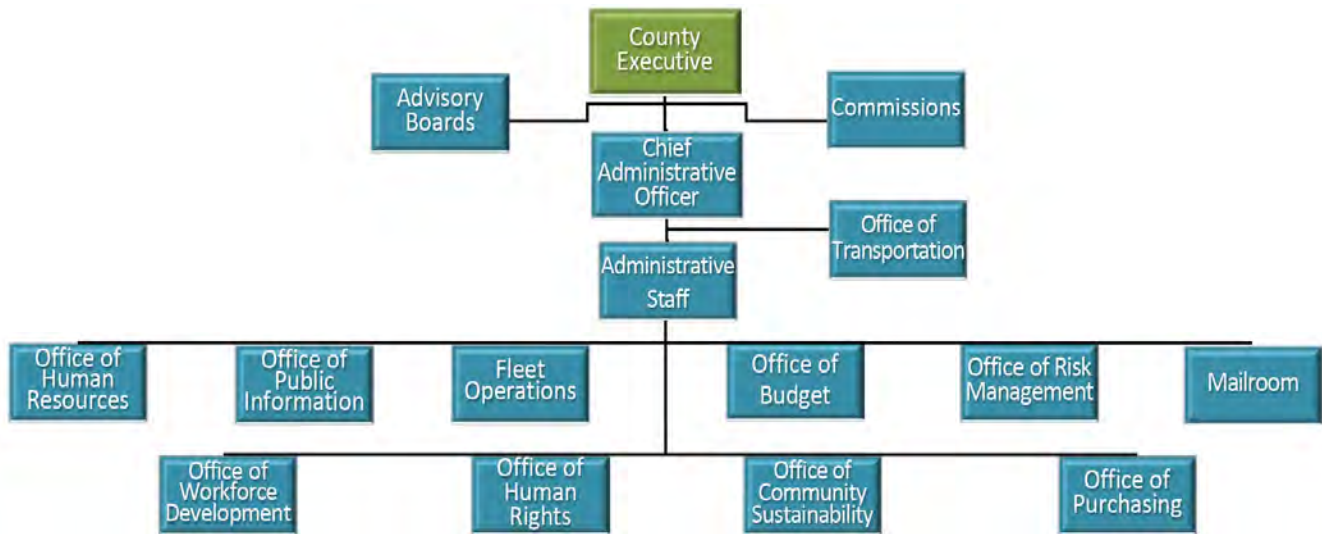 County
Executive
Advisory
Boards
Commissions
Chief
Administrative
Officer
Office of
Transportation
Administrative
Staff
Office of
Human
Resources
Office of
Public
Information
Fleet
Operations
Office of
Budget
Office of Risk
Management
Mailroom
Office of
Workforce
Development
Office of
Human
Rights
Office of
Community
Sustainability
Office of
Purchasing